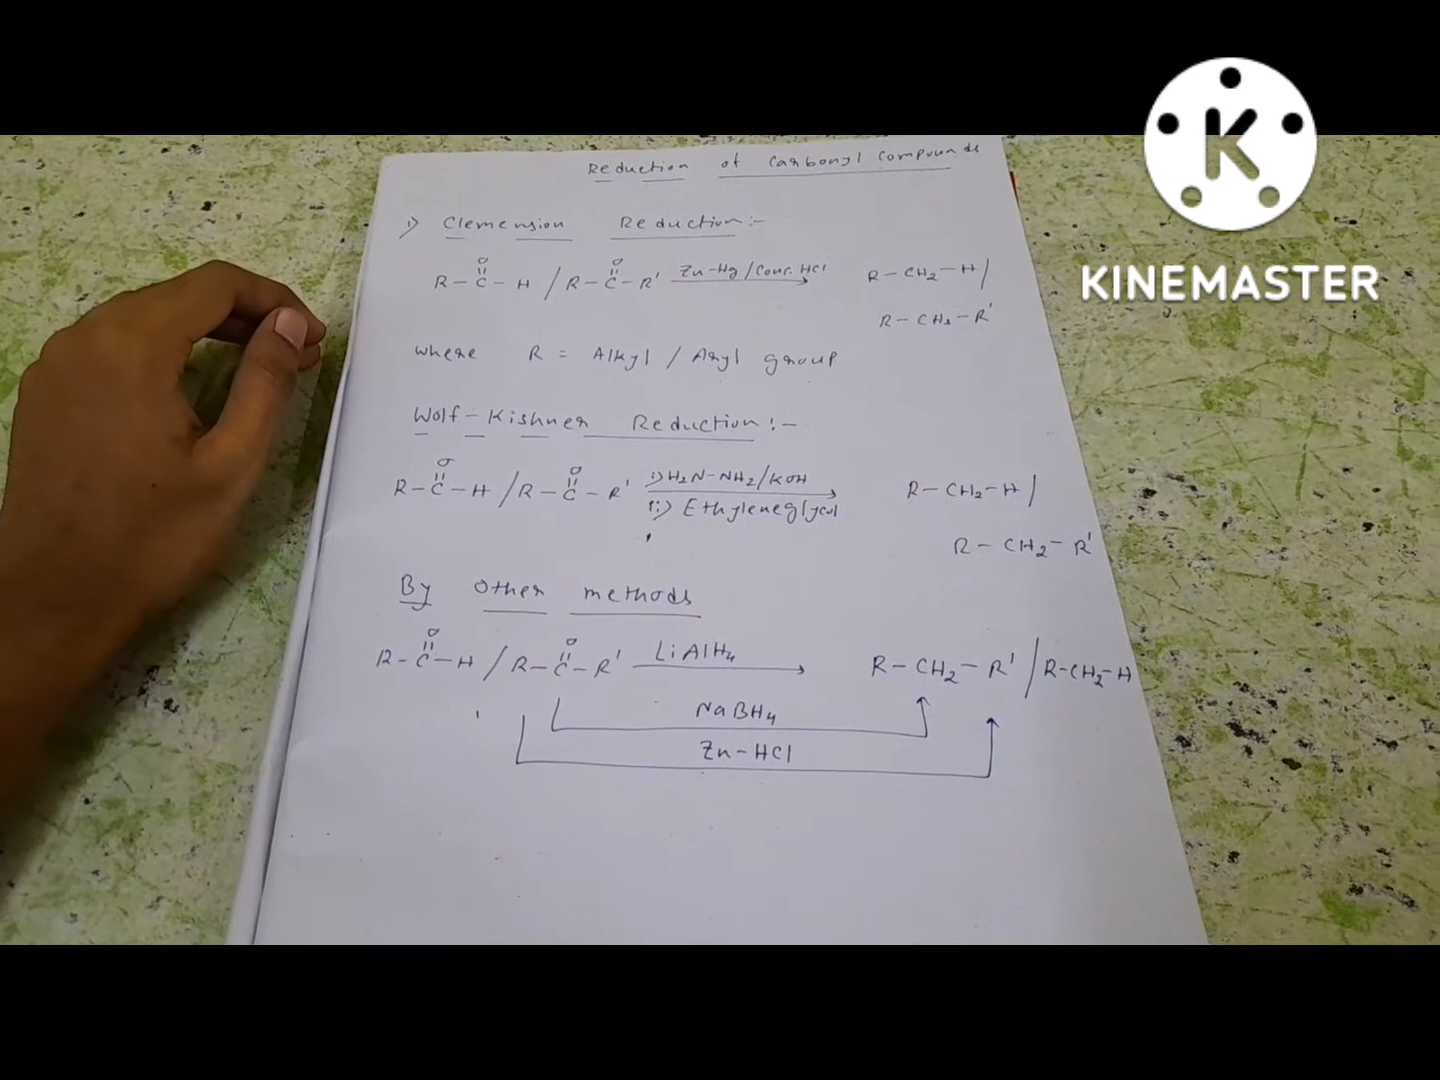 Reduction of Carbonyl Compounds
1) Clemension Reduction:-
R-C(=O)-H / R-C(=O)-R' Zn-Hg/Conc. HCl → R-CH2-H/
R-CH2-R'
where R = Alkyl / Aryl group
Wolf-Kishner Reduction:-
R-C(=O)-H / R-C(=O)-R' i) H2N-NH2/KOH → R-CH2-H/
ii) Ethyleneglycol
R-CH2-R'
By Other methods
R-C(=O)-H / R-C(=O)-R' LiAlH4 → R-CH2-R' / R-CH2-H
NaBH4
Zn-HCl
K
KINEMASTER